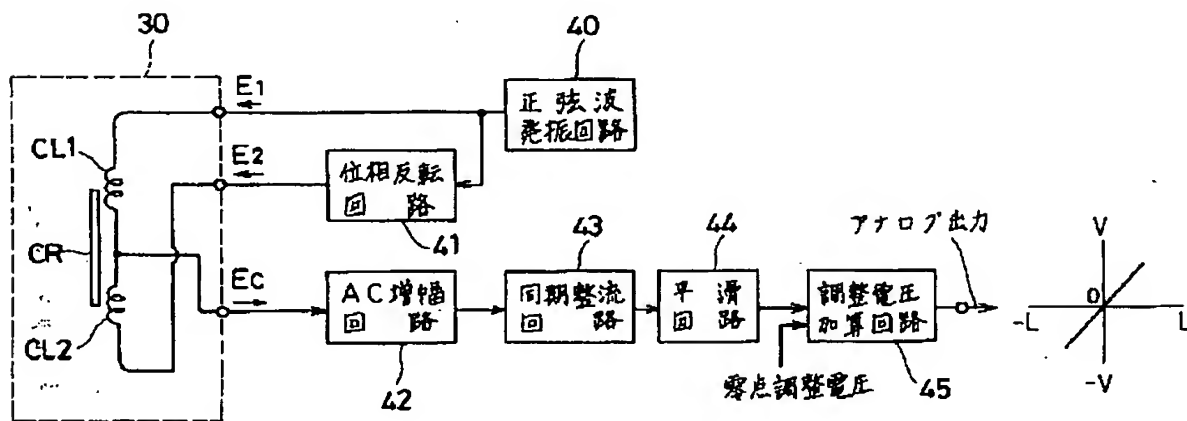 30
40
E1
正弦波
発振回路
CL1
E2
位相反転
回路
41
CR
43
44
アナログ出力
V
EC
AC増幅
回路
同期整流
回路
平滑
回路
調整電圧
加算回路
O
-L
L
CL2
42
零点調整電圧
45
-V